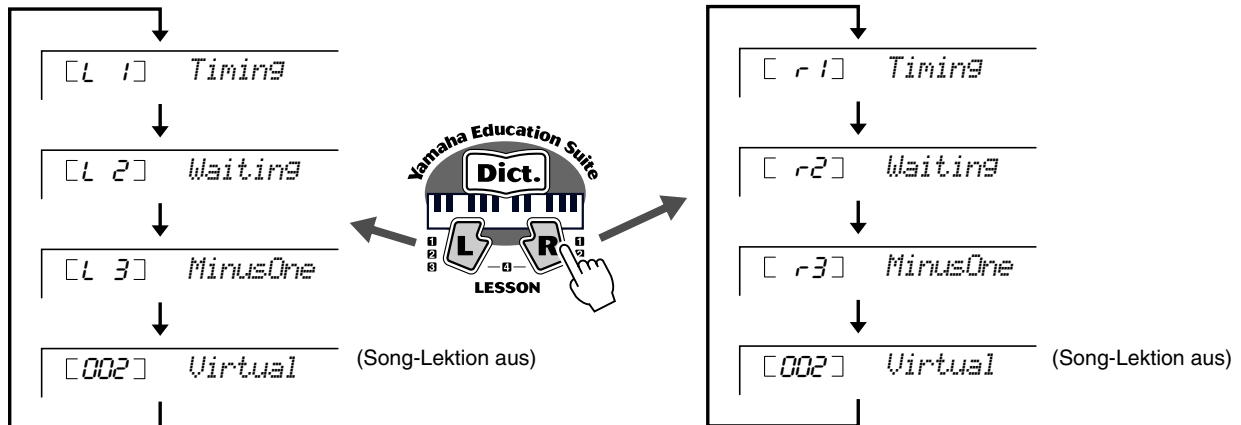 [L 1] Timing
[L 2] Waiting
[L 3] MinusOne
[002] Virtual
(Song-Lektion aus)
Yamaha Education Suite
Dict.
L
R
1
2
3
1
2
4
LESSON
[ r1] Timing
[ r2] Waiting
[ r3] MinusOne
[002] Virtual
(Song-Lektion aus)